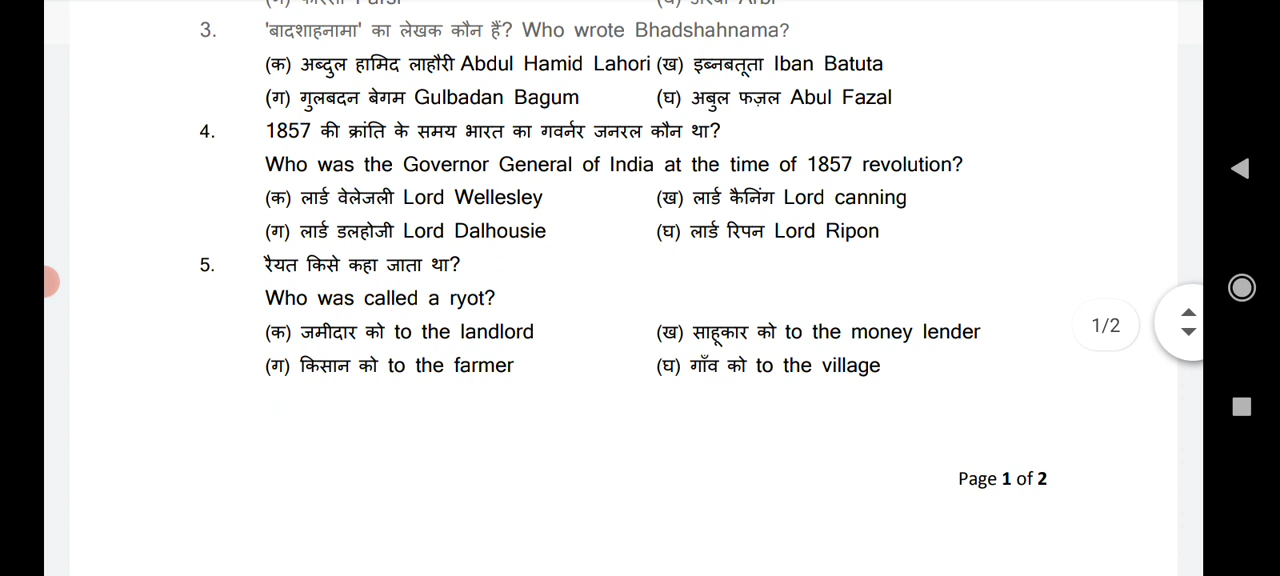 3. 'बादशाहनामा' का लेखक कौन हैं? Who wrote Bhadshahnama?
(क) अब्दुल हामिद लाहौरी Abdul Hamid Lahori (ख) इब्नबतूता Iban Batuta
(ग) गुलबदन बेगम Gulbadan Bagum (घ) अबुल फज़ल Abul Fazal
4. 1857 की क्रांति के समय भारत का गवर्नर जनरल कौन था?
Who was the Governor General of India at the time of 1857 revolution?
(क) लार्ड वेलेजली Lord Wellesley (ख) लार्ड कैनिंग Lord canning
(ग) लार्ड डलहोजी Lord Dalhousie (घ) लार्ड रिपन Lord Ripon
5. रैयत किसे कहा जाता था?
Who was called a ryot?
(क) जमीदार को to the landlord (ख) साहूकार को to the money lender
1/2
(ग) किसान को to the farmer (घ) गाँव को to the village
Page 1 of 2